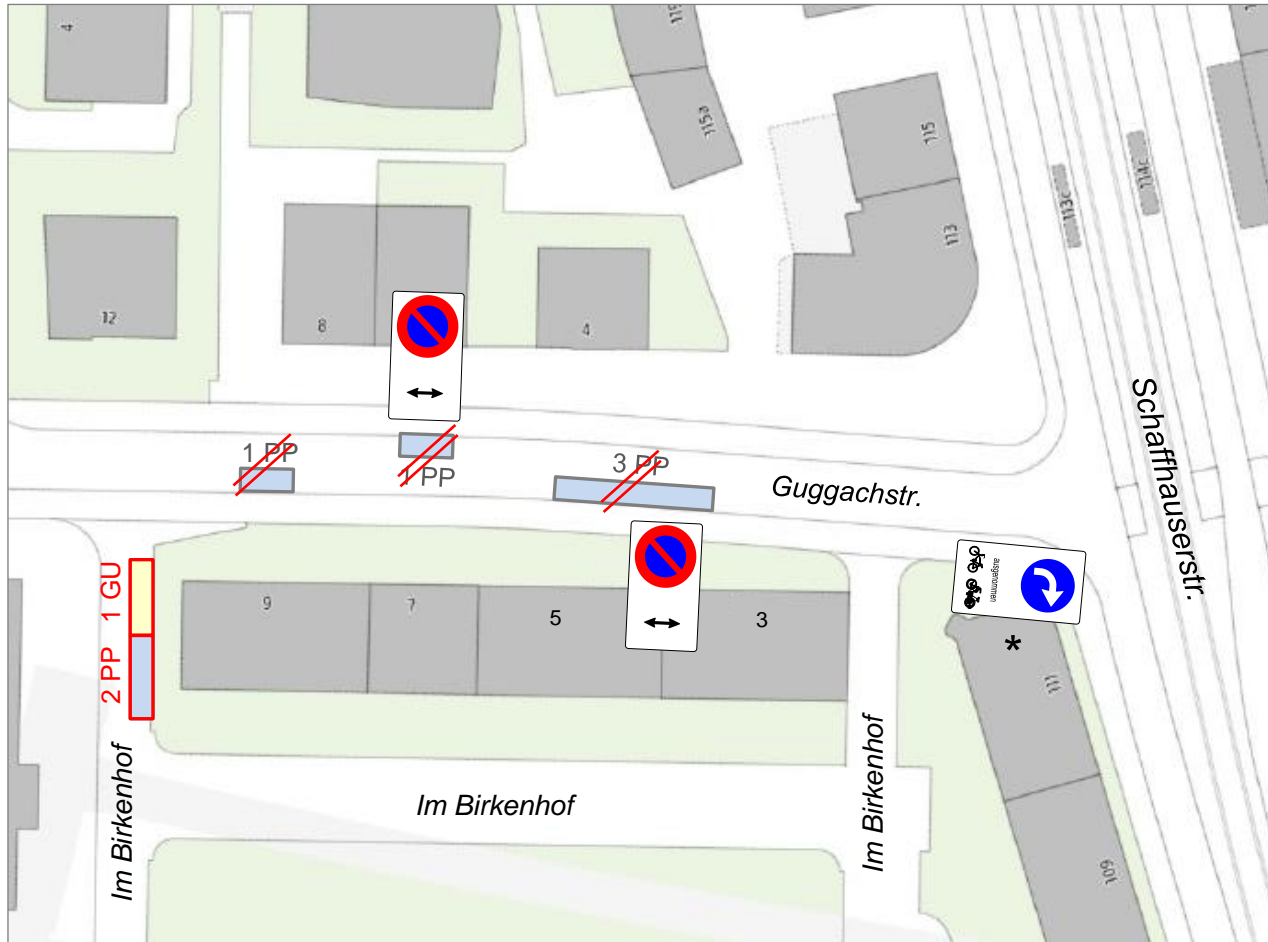 4
115a
115
113c
114c
113
12
8
4
Schaffhauserstr.
1 PP
1 PP
3 PP
Guggachstr.
ausgenommen
1 GU
2 PP
9
7
5
3
*
111
Im Birkenhof
Im Birkenhof
Im Birkenhof
109